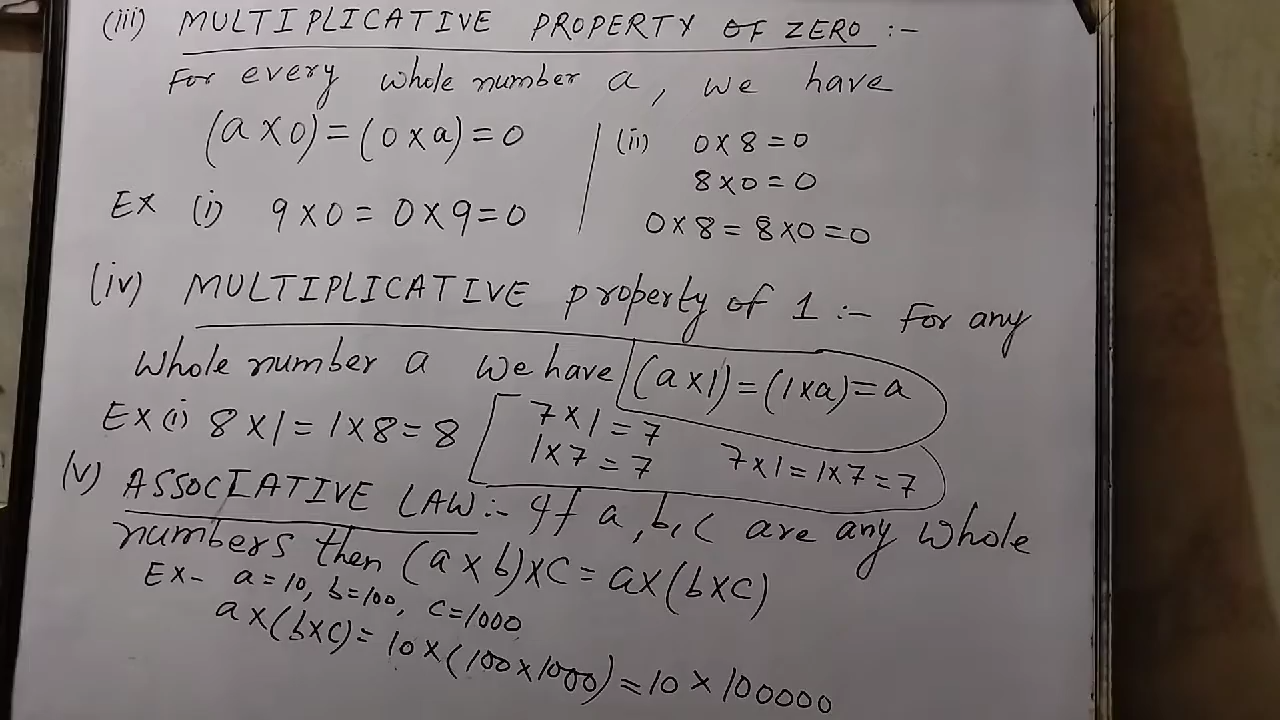 (iii) MULTIPLICATIVE PROPERTY OF ZERO :-
For every whole number a, we have
(a×0)=(0×a)=0
Ex (i) 9×0=0×9=0
(ii) 0×8=0
8×0=0
0×8=8×0=0
(iv) MULTIPLICATIVE property of 1 :- For any
whole number a we have (a×1)=(1×a)=a
Ex (i) 8×1=1×8=8
7×1=7
1×7=7
7×1=1×7=7
(v) ASSOCIATIVE LAW:- If a, b, c are any whole
numbers then (a×b)×c=a×(b×c)
Ex- a=10, b=100, c=1000
a×(b×c)=10×(100×1000)=10×100000